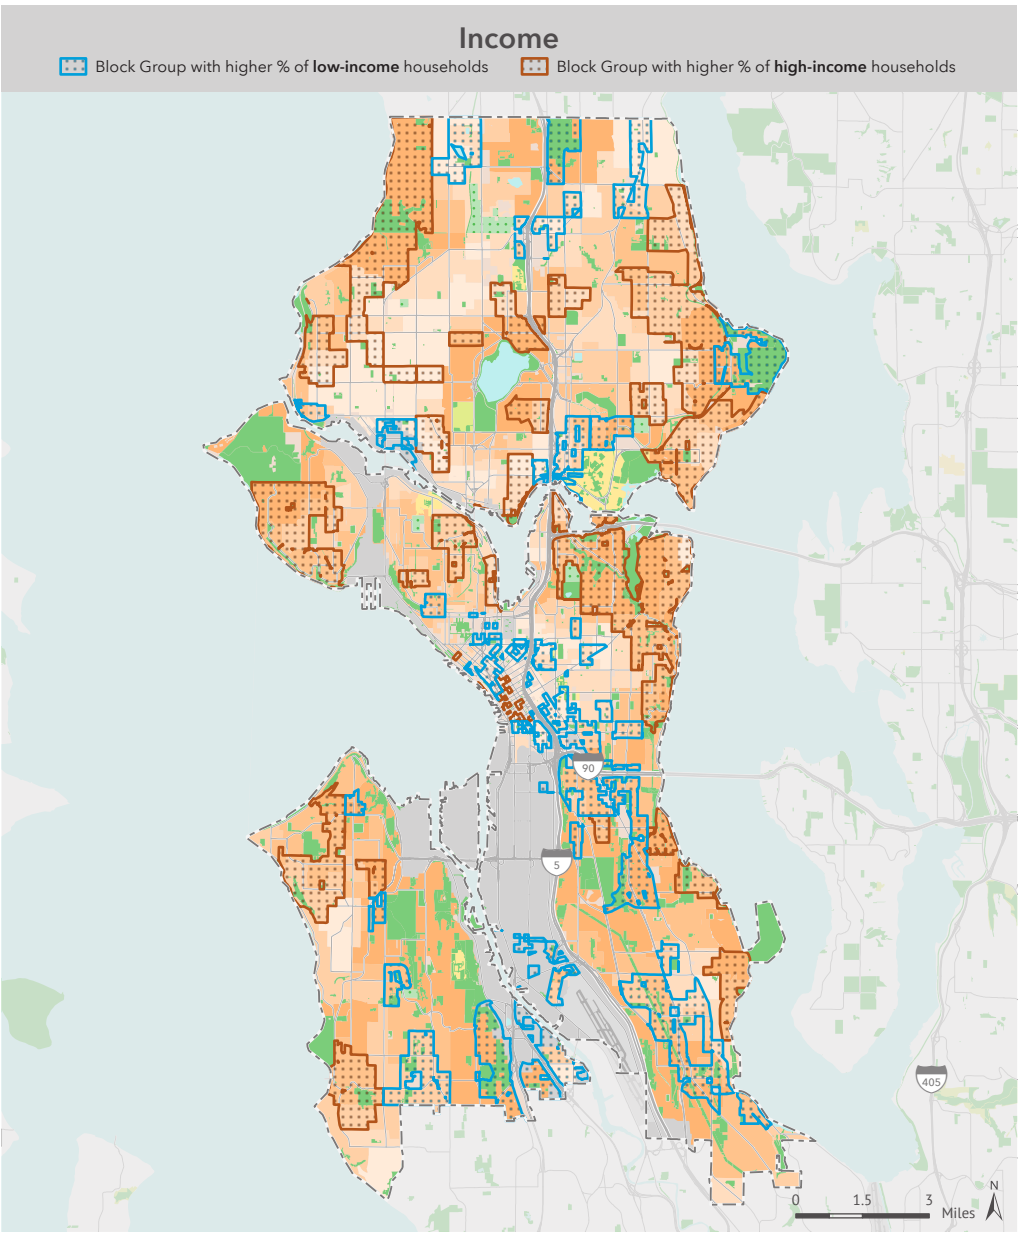 Income
Block Group with higher % of low-income households
Block Group with higher % of high-income households
90
5
405
N
0 1.5 3
Miles